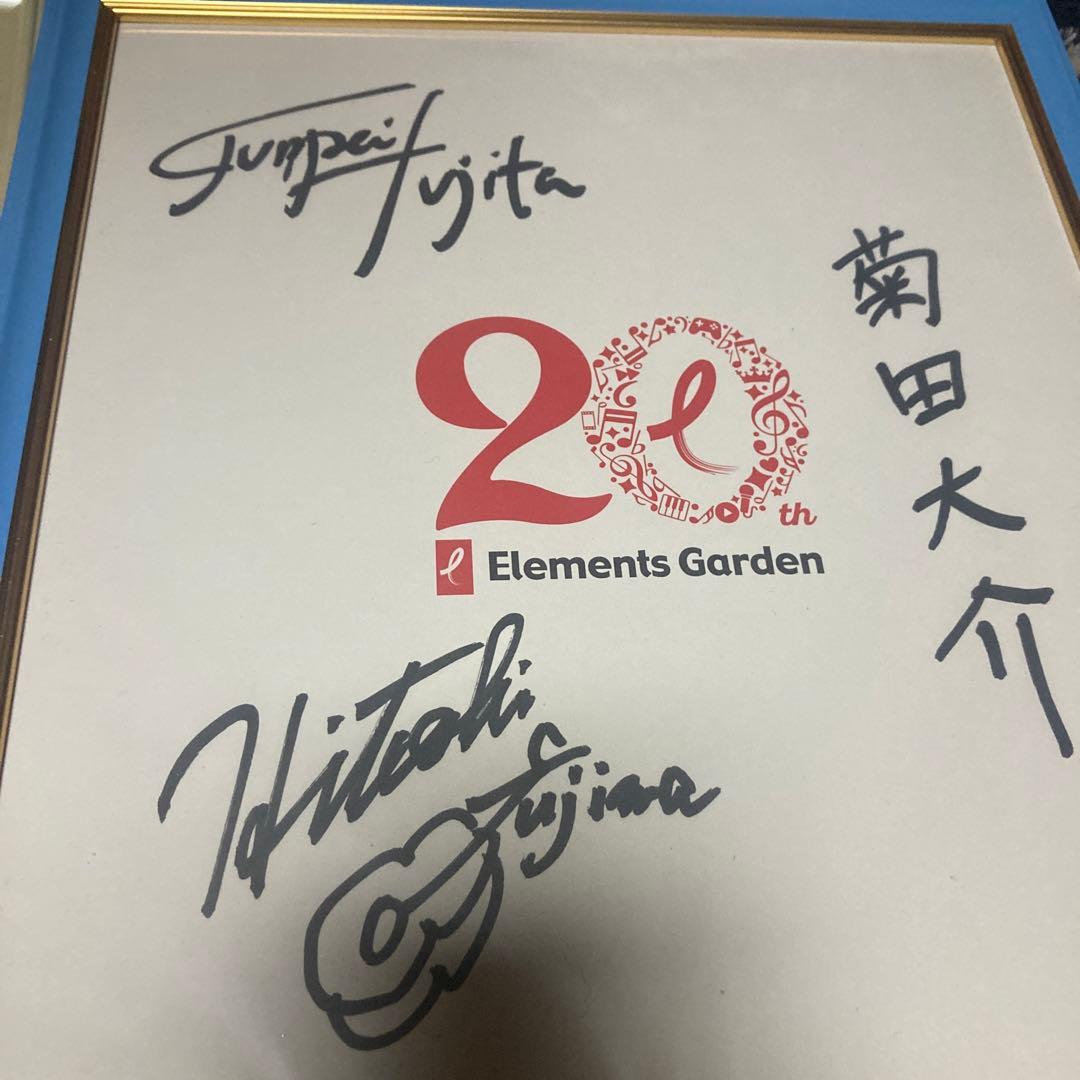 Junpei Fujita
菊田大介
20th
Elements Garden
Hitoshi
Fujima